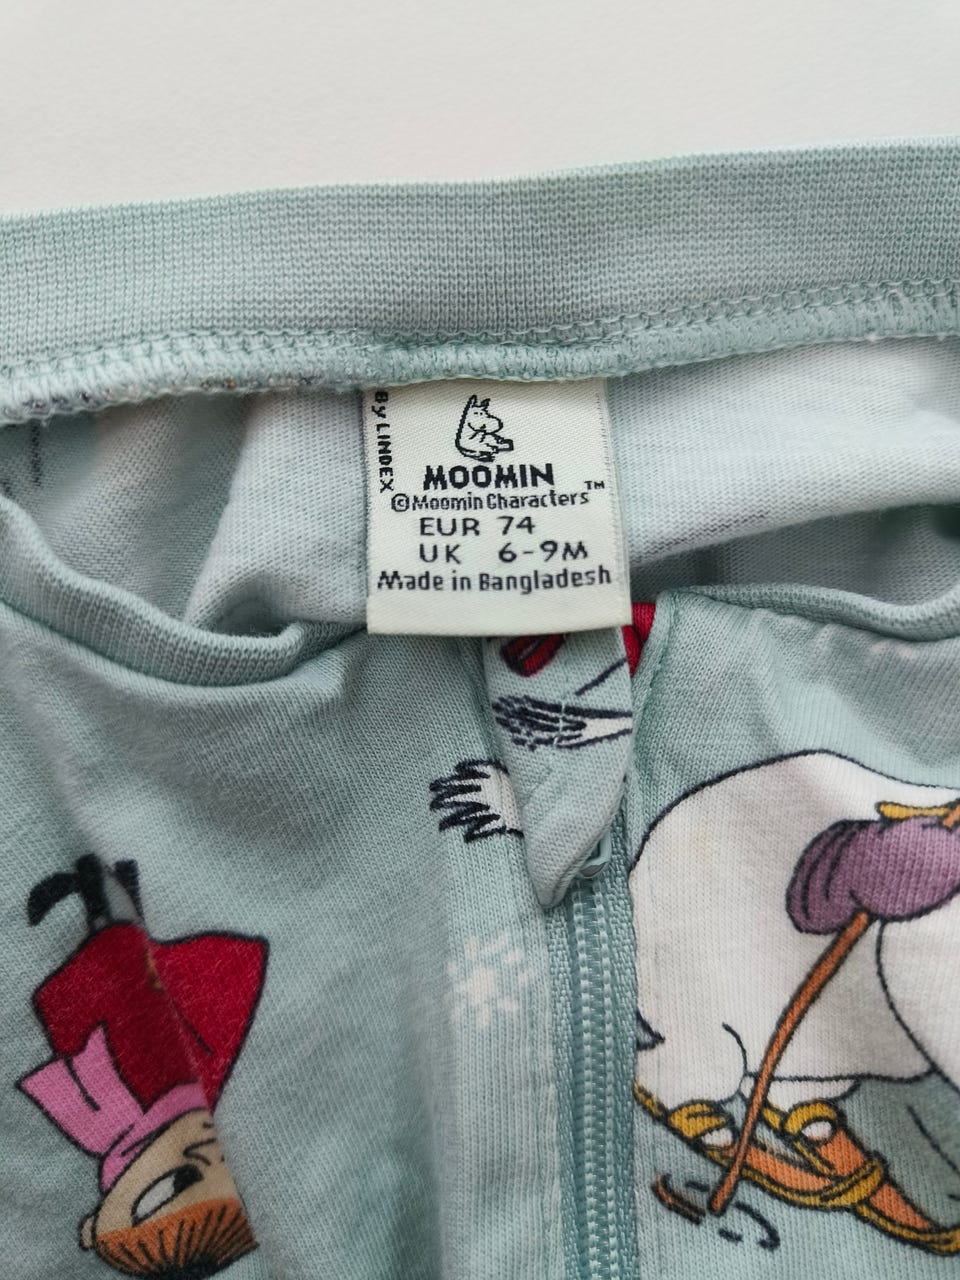 By LINDEX
MOOMIN
©Moomin Characters™
EUR 74
UK 6-9M
Made in Bangladesh